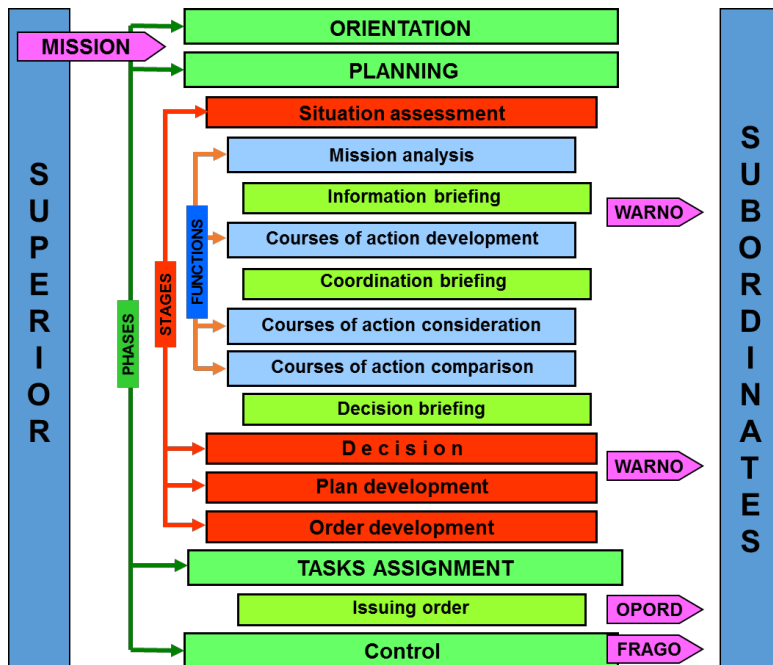 ORIENTATION
MISSION
PLANNING
Situation assessment
Mission analysis
Information briefing
WARNO
Courses of action development
Coordination briefing
Courses of action consideration
Courses of action comparison
Decision briefing
D e c i s i o n
WARNO
Plan development
Order development
TASKS ASSIGNMENT
Issuing order
OPORD
Control
FRAGO
SUPERIOR
PHASES
STAGES
FUNCTIONS
SUBORDINATES